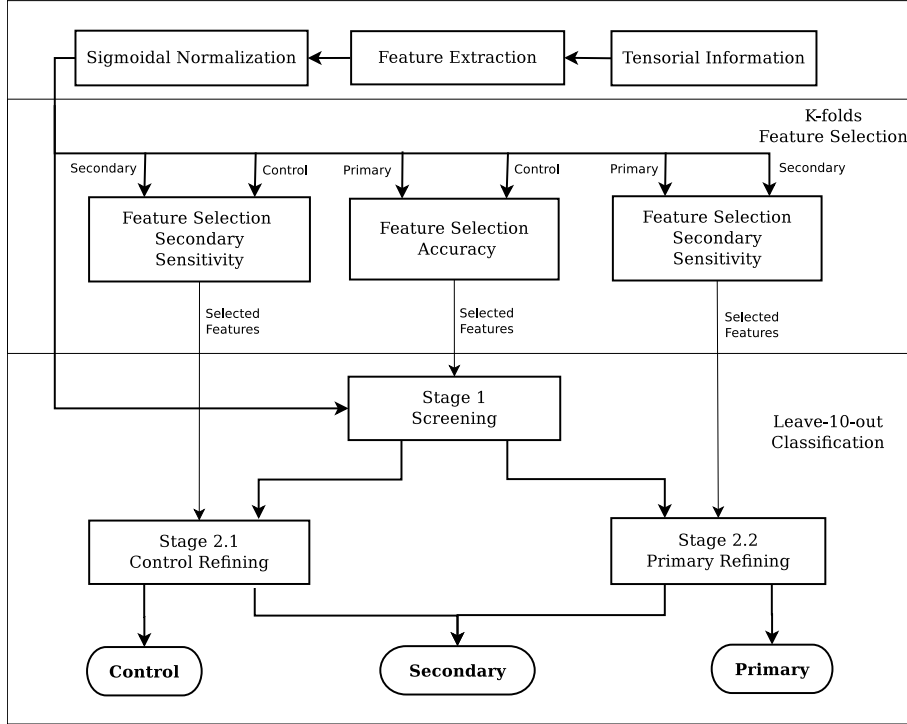 Sigmoidal Normalization
Feature Extraction
Tensorial Information
K-folds
Feature Selection
Secondary
Control
Primary
Control
Primary
Secondary
Feature Selection
Secondary
Sensitivity
Feature Selection
Accuracy
Feature Selection
Secondary
Sensitivity
Selected
Features
Selected
Features
Selected
Features
Stage 1
Screening
Leave-10-out
Classification
Stage 2.1
Control Refining
Stage 2.2
Primary Refining
Control
Secondary
Primary